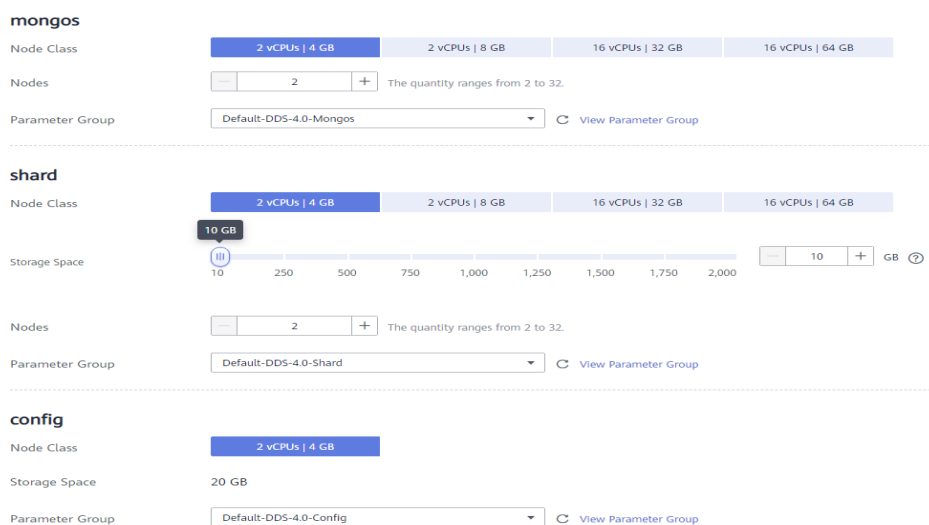 mongos
Node Class 2 vCPUs | 4 GB 2 vCPUs | 8 GB 16 vCPUs | 32 GB 16 vCPUs | 64 GB
Nodes — 2 + The quantity ranges from 2 to 32.
Parameter Group Default-DDS-4.0-Mongos View Parameter Group
shard
Node Class 2 vCPUs | 4 GB 2 vCPUs | 8 GB 16 vCPUs | 32 GB 16 vCPUs | 64 GB
10 GB
Storage Space — 10 + GB ?
10 250 500 750 1,000 1,250 1,500 1,750 2,000
Nodes — 2 + The quantity ranges from 2 to 32.
Parameter Group Default-DDS-4.0-Shard View Parameter Group
config
Node Class 2 vCPUs | 4 GB
Storage Space 20 GB
Parameter Group Default-DDS-4.0-Config View Parameter Group